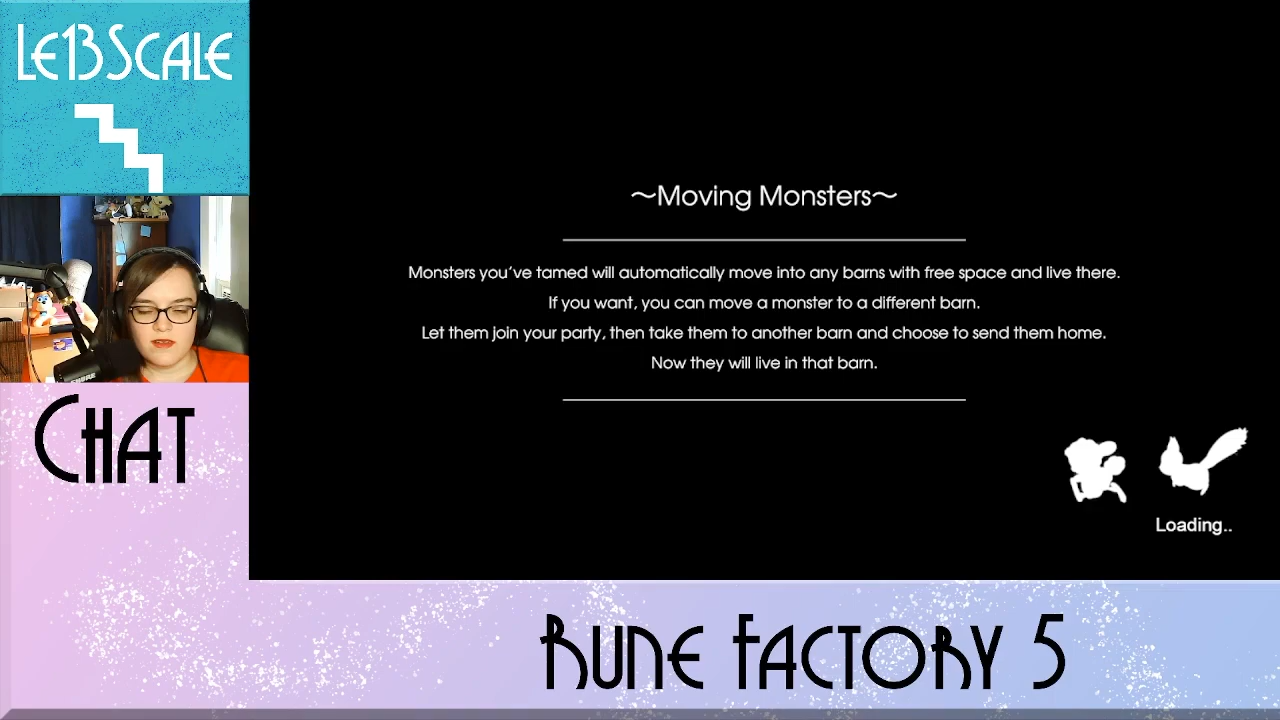 Le13Scale
～Moving Monsters～
Monsters you've tamed will automatically move into any barns with free space and live there.
If you want, you can move a monster to a different barn.
Let them join your party, then take them to another barn and choose to send them home.
Now they will live in that barn.
Loading..
SHURE
Chat
Rune Factory 5